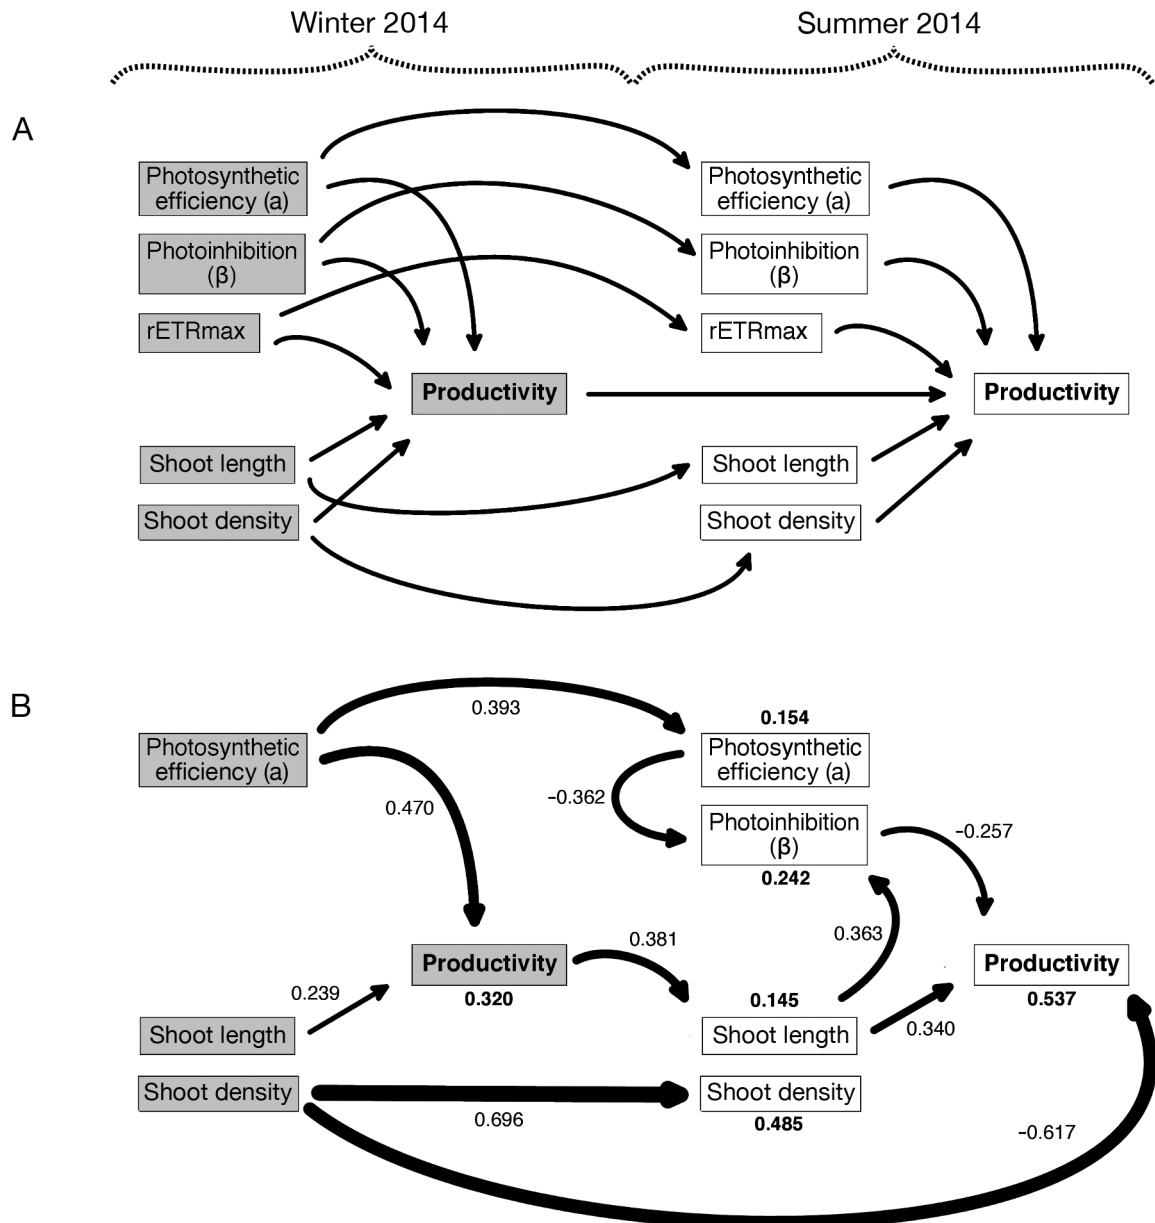 Winter 2014
Summer 2014
A
Photosynthetic
efficiency (a)
Photosynthetic
efficiency (a)
Photoinhibition
(β)
Photoinhibition
(β)
rETRmax
rETRmax
Productivity
Productivity
Shoot length
Shoot length
Shoot density
Shoot density
B
0.393
0.154
Photosynthetic
efficiency (a)
Photosynthetic
efficiency (a)
0.470
−0.362
Photoinhibition
(β)
0.242
−0.257
0.381
0.363
Productivity
0.320
Productivity
0.537
0.239
0.145
Shoot length
Shoot length
0.340
Shoot density
Shoot density
0.696
0.485
−0.617